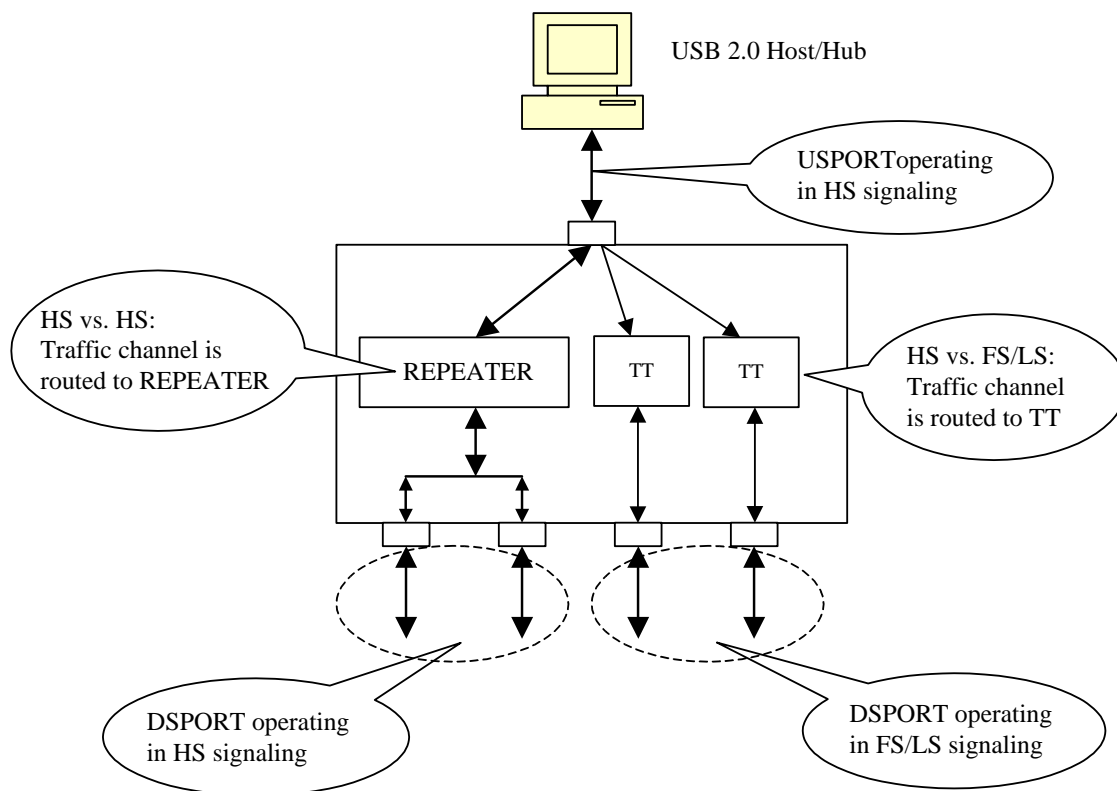 USB 2.0 Host/Hub
USPORToperating
in HS signaling
HS vs. HS:
Traffic channel is
routed to REPEATER
REPEATER
TT
TT
HS vs. FS/LS:
Traffic channel
is routed to TT
DSPORT operating
in HS signaling
DSPORT operating
in FS/LS signaling